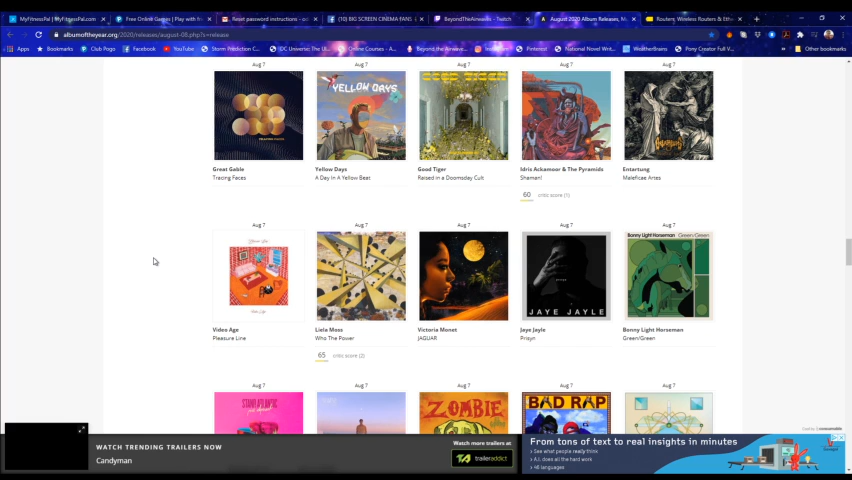 MyFitnessPal | MyFitnessPal.com
Free Online Games | Play with fr
Reset password instructions - po
(10) BIG SCREEN CINEMA FANS
BeyondTheAirwaves - Twitch
August 2020 Album Releases, M
Routers, Wireless Routers & Eth
albumoftheyear.org/2020/releases/august-08.php?s=release
Apps
Bookmarks
Club Pogo
Facebook
YouTube
Storm Prediction C...
Online Courses - A...
Beyond the Airwave...
Instagram
Pinterest
National Novel Writ...
WeatherBrains
Pony Creator Full V...
Other bookmarks
Aug 7
Aug 7
Aug 7
Aug 7
Aug 7
YELLOW DAYS
GOOD TIGER
Great Gable
Yellow Days
Good Tiger
Idris Ackamoor & The Pyramids
Entartung
Tracing Faces
A Day In A Yellow Beat
Raised in a Doomsday Cult
Shaman!
Maleficae Artes
60 critic score (1)
Aug 7
Aug 7
Aug 7
Aug 7
Aug 7
Bonny Light Horseman
Green/Green
JAYE JAYLE
Video Age
Liela Moss
Victoria Monet
Jaye Jayle
Bonny Light Horseman
Pleasure Line
Who The Power
JAGUAR
Prisyn
Green/Green
65 critic score (2)
Aug 7
Aug 7
Aug 7
Aug 7
Aug 7
ZOMBIE
BAD RAP
WATCH TRENDING TRAILERS NOW
Candyman
Watch more trailers at
traileraddict
From tons of text to real insights in minutes
> See what people really think
> A.I. does all the hard work
> 40 languages